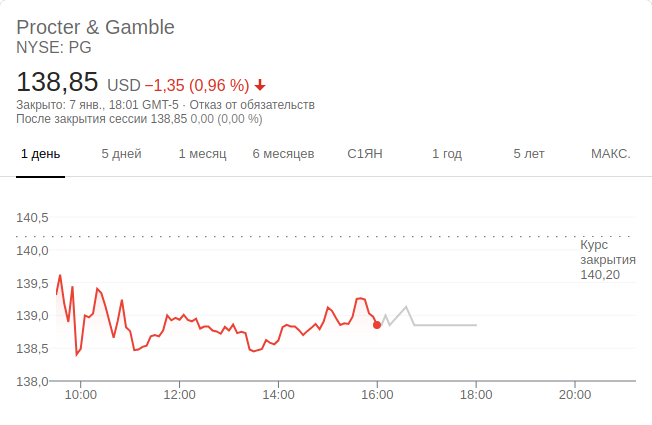 Procter & Gamble
NYSE: PG
138,85 USD −1,35 (0,96 %)
Закрыто: 7 янв., 18:01 GMT-5 · Отказ от обязательств
После закрытия сессии 138,85 0,00 (0,00 %)
1 день 5 дней 1 месяц 6 месяцев С1ЯН 1 год 5 лет МАКС.
140,5
Курс
140,0
закрытия
140,20
139,5
139,0
138,5
138,0
10:00 12:00 14:00 16:00 18:00 20:00